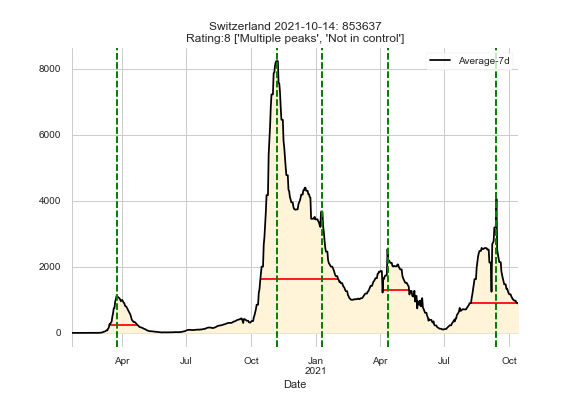 Switzerland 2021-10-14: 853637
Rating:8 ['Multiple peaks', 'Not in control']
Average-7d
8000
6000
4000
2000
0
Apr
Jul
Oct
Jan
2021
Apr
Jul
Oct
Date